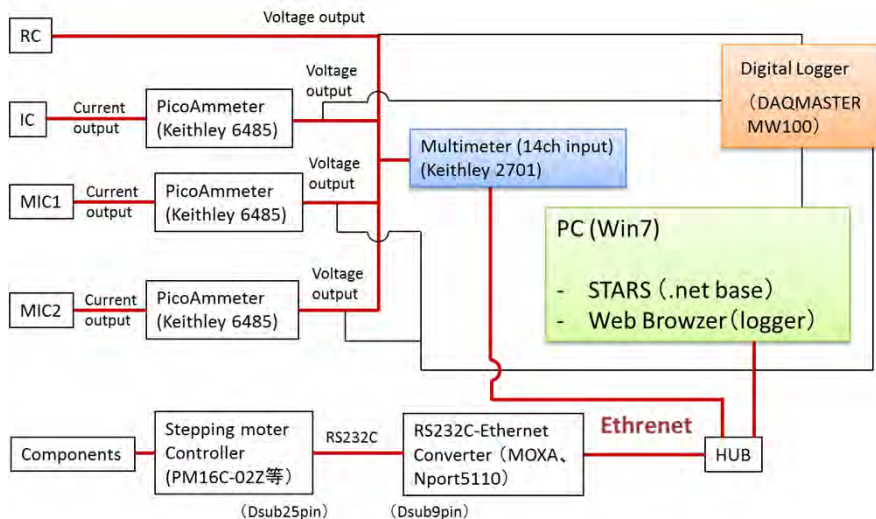 Voltage output
RC
Voltage
output
IC
Current
output
PicoAmmeter
(Keithley 6485)
Digital Logger
（DAQMASTER
MW100）
Multimeter (14ch input)
(Keithley 2701)
Voltage
output
MIC1
Current
output
PicoAmmeter
(Keithley 6485)
PC (Win7)
- STARS（.net base）
- Web Browzer（logger）
Voltage
output
MIC2
Current
output
PicoAmmeter
(Keithley 6485)
Ethrenet
Components
Stepping moter
Controller
(PM16C-02Z等)
RS232C
RS232C-Ethernet
Converter（MOXA、
Nport5110）
HUB
（Dsub25pin）
（Dsub9pin）